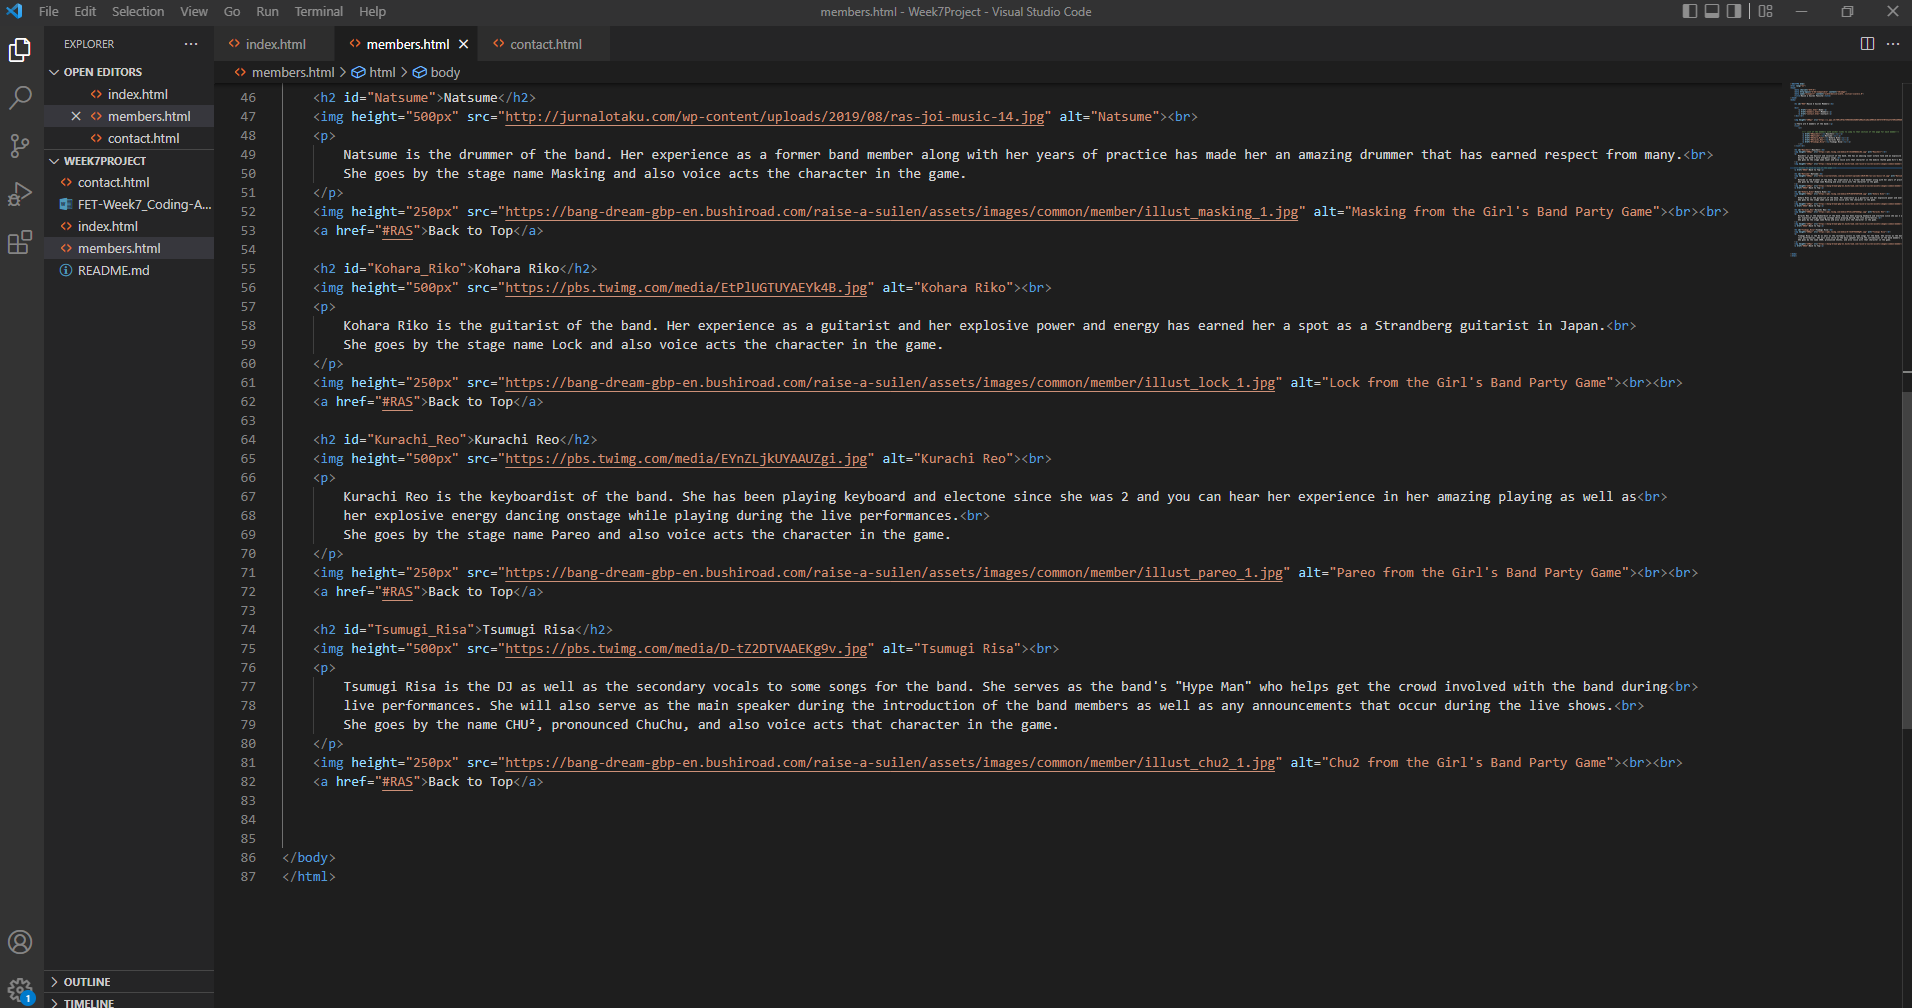 File Edit Selection View Go Run Terminal Help
members.html - Week7Project - Visual Studio Code
EXPLORER
OPEN EDITORS
index.html
members.html
contact.html
WEEK7PROJECT
contact.html
FET-Week7_Coding-A...
index.html
members.html
README.md
OUTLINE
TIMELINE
1
index.html members.html contact.html
members.html > html > body
46 <h2 id="Natsume">Natsume</h2>
47 <img height="500px" src="http://jurnalotaku.com/wp-content/uploads/2019/08/ras-joi-music-14.jpg" alt="Natsume"><br>
48 <p>
49 Natsume is the drummer of the band. Her experience as a former band member along with her years of practice has made her an amazing drummer that has earned respect from many.<br>
50 She goes by the stage name Masking and also voice acts the character in the game.
51 </p>
52 <img height="250px" src="https://bang-dream-gbp-en.bushiroad.com/raise-a-suilen/assets/images/common/member/illust_masking_1.jpg" alt="Masking from the Girl's Band Party Game"><br><br>
53 <a href="#RAS">Back to Top</a>
54
55 <h2 id="Kohara_Riko">Kohara Riko</h2>
56 <img height="500px" src="https://pbs.twimg.com/media/EtPlUGTUYAEYk4B.jpg" alt="Kohara Riko"><br>
57 <p>
58 Kohara Riko is the guitarist of the band. Her experience as a guitarist and her explosive power and energy has earned her a spot as a Strandberg guitarist in Japan.<br>
59 She goes by the stage name Lock and also voice acts the character in the game.
60 </p>
61 <img height="250px" src="https://bang-dream-gbp-en.bushiroad.com/raise-a-suilen/assets/images/common/member/illust_lock_1.jpg" alt="Lock from the Girl's Band Party Game"><br><br>
62 <a href="#RAS">Back to Top</a>
63
64 <h2 id="Kurachi_Reo">Kurachi Reo</h2>
65 <img height="500px" src="https://pbs.twimg.com/media/EYnZLjkUYAAUZgi.jpg" alt="Kurachi Reo"><br>
66 <p>
67 Kurachi Reo is the keyboardist of the band. She has been playing keyboard and electone since she was 2 and you can hear her experience in her amazing playing as well as<br>
68 her explosive energy dancing onstage while playing during the live performances.<br>
69 She goes by the stage name Pareo and also voice acts the character in the game.
70 </p>
71 <img height="250px" src="https://bang-dream-gbp-en.bushiroad.com/raise-a-suilen/assets/images/common/member/illust_pareo_1.jpg" alt="Pareo from the Girl's Band Party Game"><br><br>
72 <a href="#RAS">Back to Top</a>
73
74 <h2 id="Tsumugi_Risa">Tsumugi Risa</h2>
75 <img height="500px" src="https://pbs.twimg.com/media/D-tZ2DTVAAEKg9v.jpg" alt="Tsumugi Risa"><br>
76 <p>
77 Tsumugi Risa is the DJ as well as the secondary vocals to some songs for the band. She serves as the band's "Hype Man" who helps get the crowd involved with the band during<br>
78 live performances. She will also serve as the main speaker during the introduction of the band members as well as any announcements that occur during the live shows.<br>
79 She goes by the name CHU², pronounced ChuChu, and also voice acts that character in the game.
80 </p>
81 <img height="250px" src="https://bang-dream-gbp-en.bushiroad.com/raise-a-suilen/assets/images/common/member/illust_chu2_1.jpg" alt="Chu2 from the Girl's Band Party Game"><br><br>
82 <a href="#RAS">Back to Top</a>
83
84
85
86 </body>
87 </html>